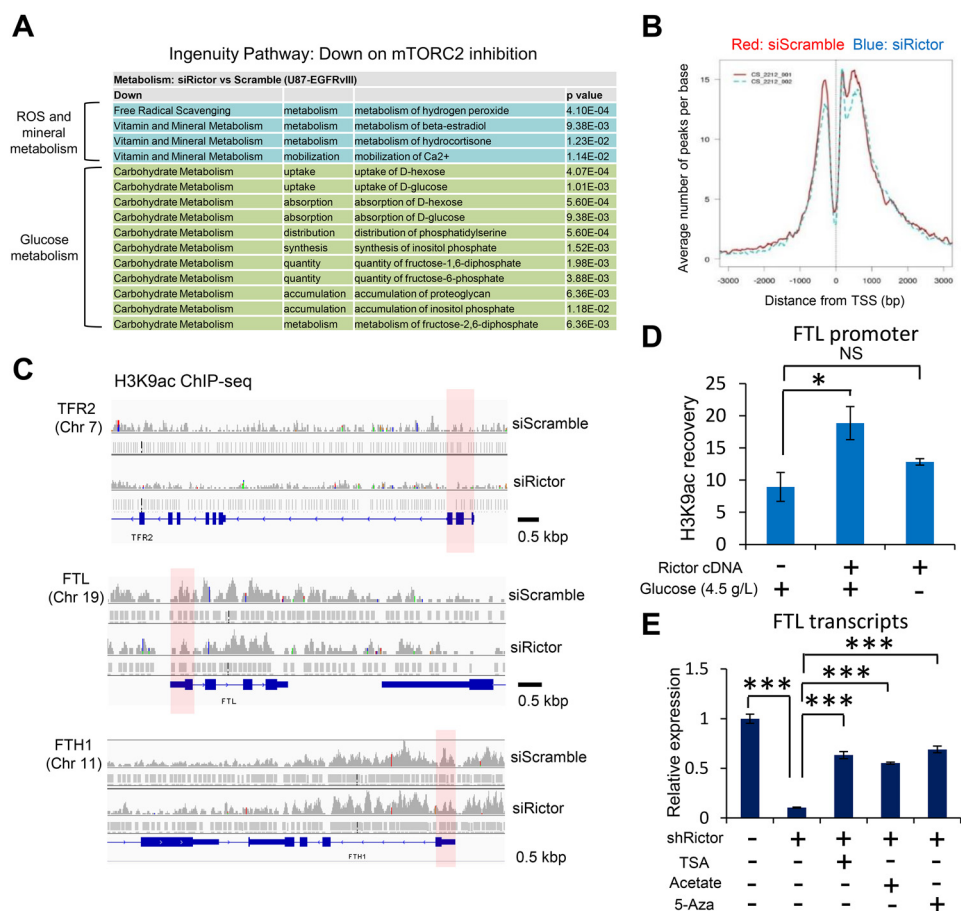 A
Ingenuity Pathway: Down on mTORC2 inhibition
Metabolism: siRictor vs Scramble (U87-EGFRvIII)
Down p value
ROS and mineral metabolism
Free Radical Scavenging metabolism metabolism of hydrogen peroxide 4.10E-04
Vitamin and Mineral Metabolism metabolism metabolism of beta-estradiol 9.38E-03
Vitamin and Mineral Metabolism metabolism metabolism of hydrocortisone 1.23E-02
Vitamin and Mineral Metabolism mobilization mobilization of Ca2+ 1.14E-02
Glucose metabolism
Carbohydrate Metabolism uptake uptake of D-hexose 4.07E-04
Carbohydrate Metabolism uptake uptake of D-glucose 1.01E-03
Carbohydrate Metabolism absorption absorption of D-hexose 5.60E-04
Carbohydrate Metabolism absorption absorption of D-glucose 9.38E-03
Carbohydrate Metabolism distribution distribution of phosphatidylserine 5.60E-04
Carbohydrate Metabolism synthesis synthesis of inositol phosphate 1.52E-03
Carbohydrate Metabolism quantity quantity of fructose-1,6-diphosphate 1.98E-03
Carbohydrate Metabolism quantity quantity of fructose-6-phosphate 3.88E-03
Carbohydrate Metabolism accumulation accumulation of proteoglycan 6.36E-03
Carbohydrate Metabolism accumulation accumulation of inositol phosphate 1.18E-02
Carbohydrate Metabolism metabolism metabolism of fructose-2,6-diphosphate 6.36E-03
B
Red: siScramble Blue: siRictor
CS_2212_001
CS_2212_002
Average number of peaks per base
15
10
5
0
-3000 -2000 -1000 0 1000 2000 3000
Distance from TSS (bp)
C
H3K9ac ChIP-seq
TFR2
(Chr 7)
siScramble
siRictor
TFR2
0.5 kbp
FTL
(Chr 19)
siScramble
siRictor
FTL
0.5 kbp
FTH1
(Chr 11)
siScramble
siRictor
FTH1
0.5 kbp
D
FTL promoter
NS
*
H3K9ac recovery
25
20
15
10
5
0
Rictor cDNA - + +
Glucose (4.5 g/L) + + -
E
FTL transcripts
***
***
***
***
Relative expression
1.5
1
0.5
0
shRictor - + + + +
TSA - - + - -
Acetate - - - + -
5-Aza - - - - +